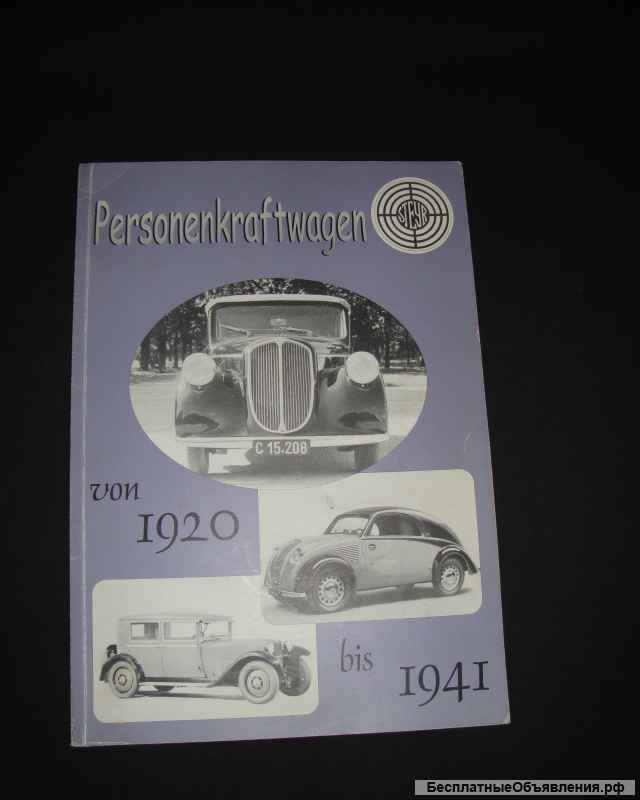 Personenkraftwagen
STEYR
C 15.208
von
1920
bis
1941
БесплатныеОбъявления.рф